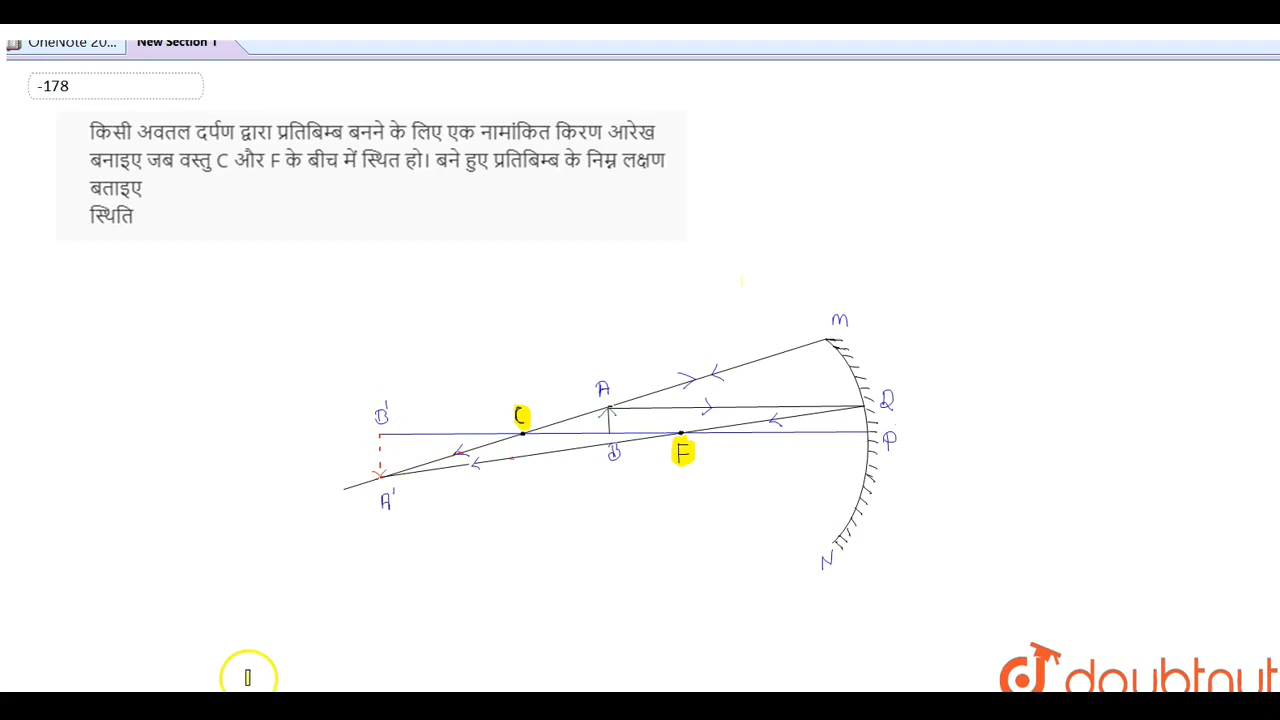 OneNote 20... New Section 1
-178
किसी अवतल दर्पण द्वारा प्रतिबिम्ब बनने के लिए एक नामांकित किरण आरेख
बनाइए जब वस्तु C और F के बीच में स्थित हो। बने हुए प्रतिबिम्ब के निम्न लक्षण
बताइए
स्थिति
M
A
Q
B'
C
P
B
F
A'
N
doubtnut